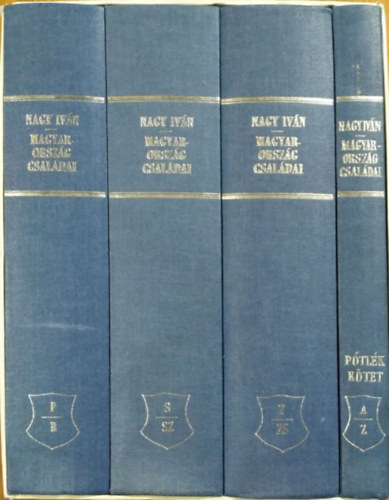 NAGY IVÁN
MAGYAR-
ORSZÁG
CSALÁDAI
P
R
NAGY IVÁN
MAGYAR-
ORSZÁG
CSALÁDAI
S
SZ
NAGY IVÁN
MAGYAR-
ORSZÁG
CSALÁDAI
T
ZS
NAGY IVÁN
MAGYAR-
ORSZÁG
CSALÁDAI
PÓTLÉK
KÖTET
A
Z